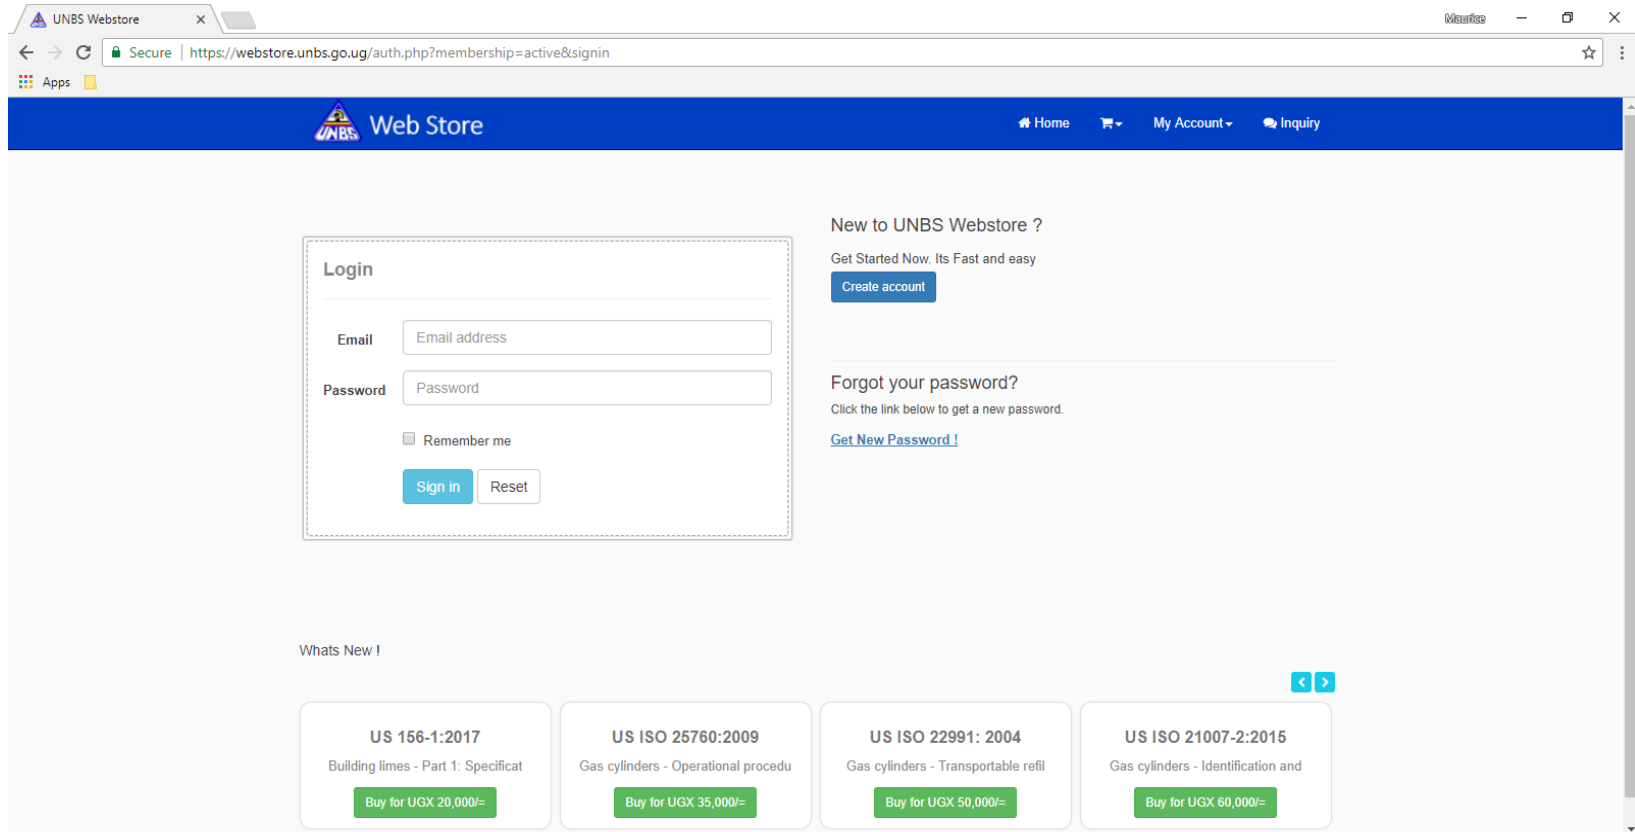 UNBS Webstore
Maurice
Secure | https://webstore.unbs.go.ug/auth.php?membership=active&signin
Apps
UNBS Web Store
Home
My Account
Inquiry
Login
Email
Email address
Password
Password
Remember me
Sign in
Reset
New to UNBS Webstore ?
Get Started Now. Its Fast and easy
Create account
Forgot your password?
Click the link below to get a new password.
Get New Password !
Whats New !
US 156-1:2017
Building limes - Part 1: Specificat
Buy for UGX 20,000/=
US ISO 25760:2009
Gas cylinders - Operational procedu
Buy for UGX 35,000/=
US ISO 22991: 2004
Gas cylinders - Transportable refil
Buy for UGX 50,000/=
US ISO 21007-2:2015
Gas cylinders - Identification and
Buy for UGX 60,000/=